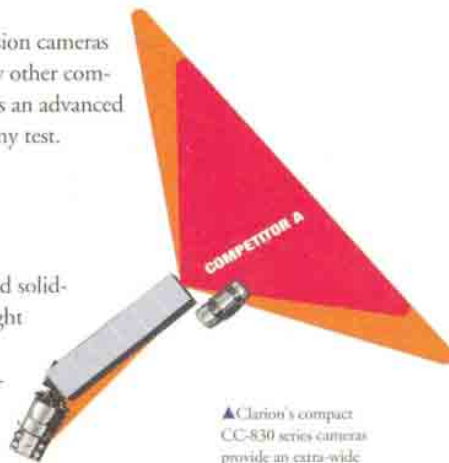 sion cameras
y other com-
s an advanced
ny test.
d solid-
ght
COMPETITOR A
▲Clarion's compact
CC-830 series cameras
provide an extra-wide